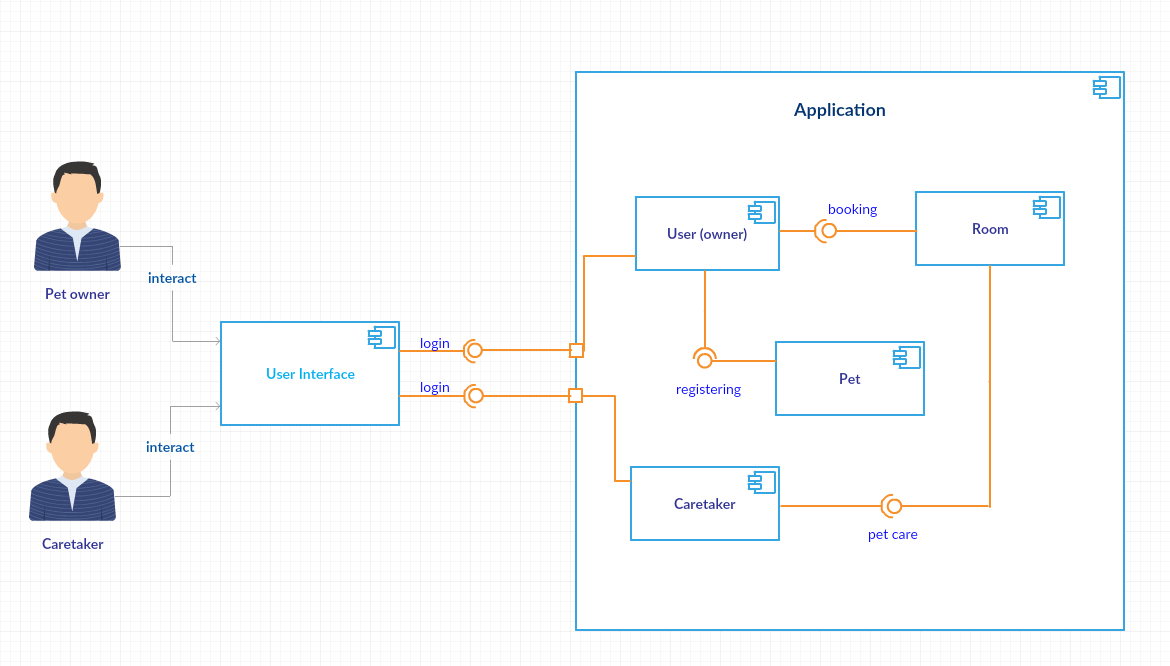 Application
User (owner)
booking
Room
Pet owner
interact
User Interface
login
login
registering
Pet
interact
Caretaker
Caretaker
pet care